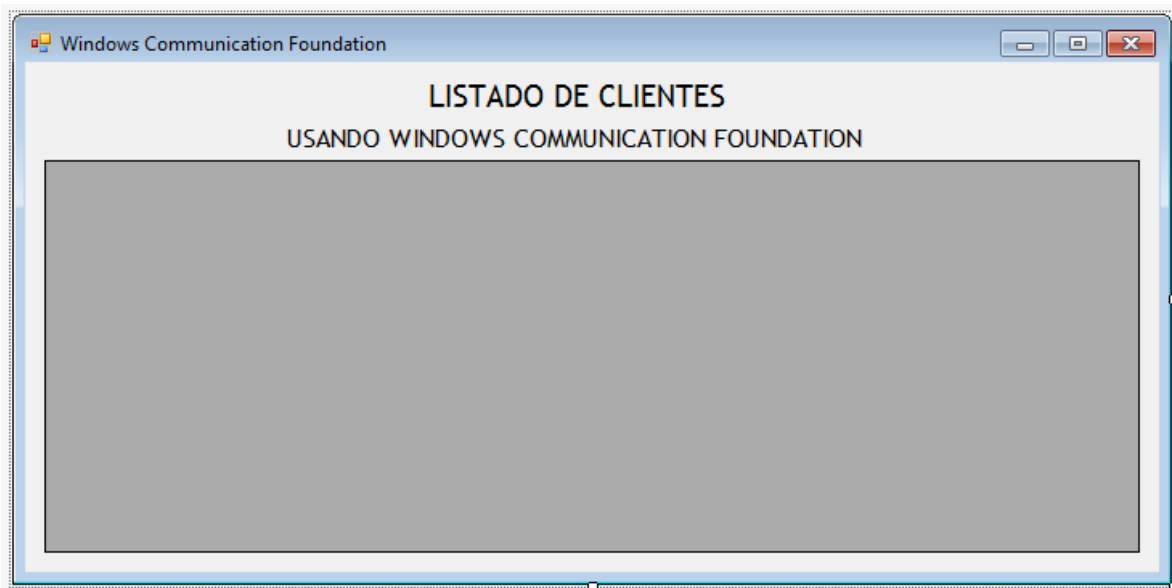 Windows Communication Foundation
LISTADO DE CLIENTES
USANDO WINDOWS COMMUNICATION FOUNDATION